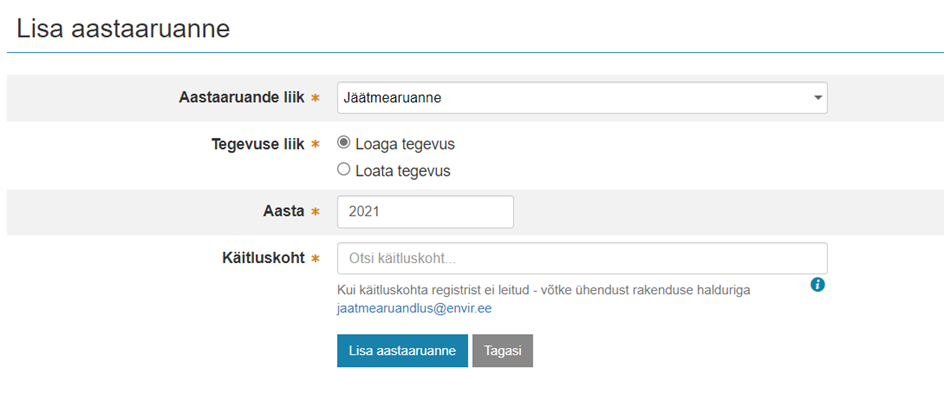 Lisa aastaaruanne
Aastaaruande liik *
Jäätmearuanne
Tegevuse liik *
Loaga tegevus
Loata tegevus
Aasta *
2021
Käitluskoht *
Otsi käitluskoht...
Kui käitluskohta registrist ei leitud - võtke ühendust rakenduse halduriga
jaatmearuandlus@envir.ee
Lisa aastaaruanne
Tagasi